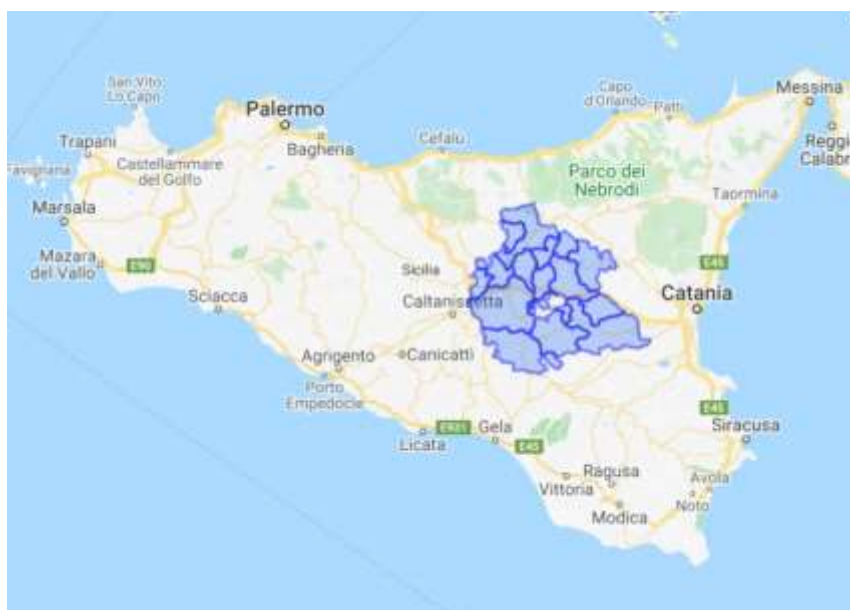 San Vito
Lo Capo
Palermo
Bagheria
Cefalù
Capo
d'Orlando
Patti
Messina
Reggio
Calabr
Trapani
Castellammare
del Golfo
Favignana
Parco dei
Nebrodi
Taormina
Marsala
Mazara
del Vallo
E90
Sicilia
E45
Sciacca
Caltanissetta
Catania
Agrigento
Canicattì
Porto
Empedocle
E45
Licata
E931
Gela
E45
Siracusa
Ragusa
Vittoria
Avola
Noto
Modica